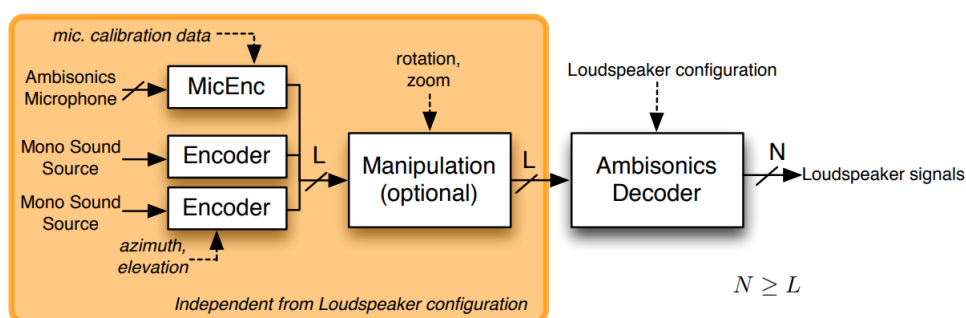 mic. calibration data
Ambisonics
Microphone
MicEnc
Mono Sound
Source
Encoder
Mono Sound
Source
Encoder
azimuth,
elevation
L
rotation,
zoom
Manipulation
(optional)
L
Independent from Loudspeaker configuration
Loudspeaker configuration
Ambisonics
Decoder
N
Loudspeaker signals
N ≥ L